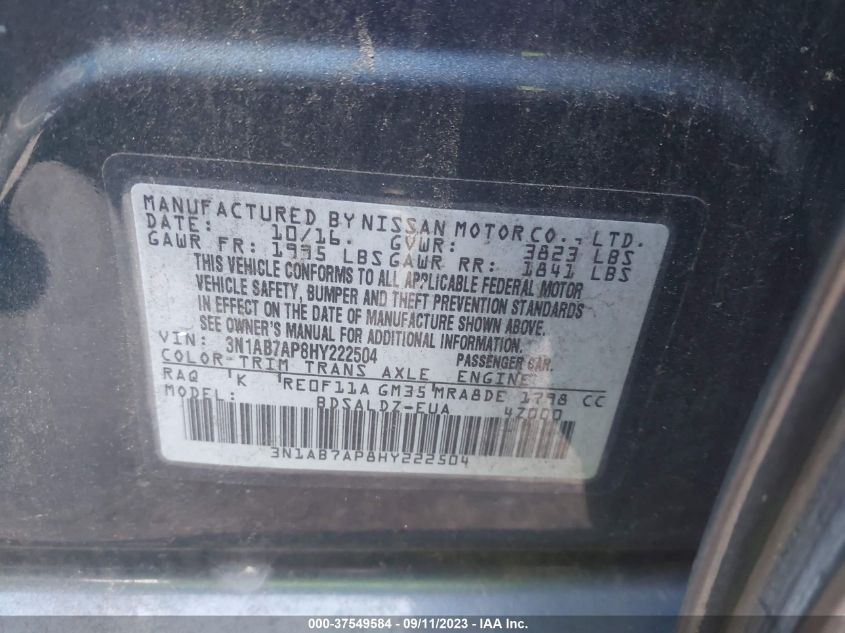 MANUFACTURED BY NISSAN MOTOR CO., LTD.
DATE: 10/16. GVWR: 3823 LBS
GAWR FR: 1995 LBS GAWR RR: 1841 LBS
THIS VEHICLE CONFORMS TO ALL APPLICABLE FEDERAL MOTOR
VEHICLE SAFETY, BUMPER AND THEFT PREVENTION STANDARDS
IN EFFECT ON THE DATE OF MANUFACTURE SHOWN ABOVE.
SEE OWNER'S MANUAL FOR ADDITIONAL INFORMATION.
VIN: 3N1AB7AP8HY222504 PASSENGER CAR.
COLOR TRIM TRANS AXLE ENGINE
RAQ K RE0F11A GM35 MRA8DE 1798 CC
MODEL: BDSALDZ-EUA 4Z000
3N1AB7AP8HY222504
000-37549584 - 09/11/2023 - IAA Inc.